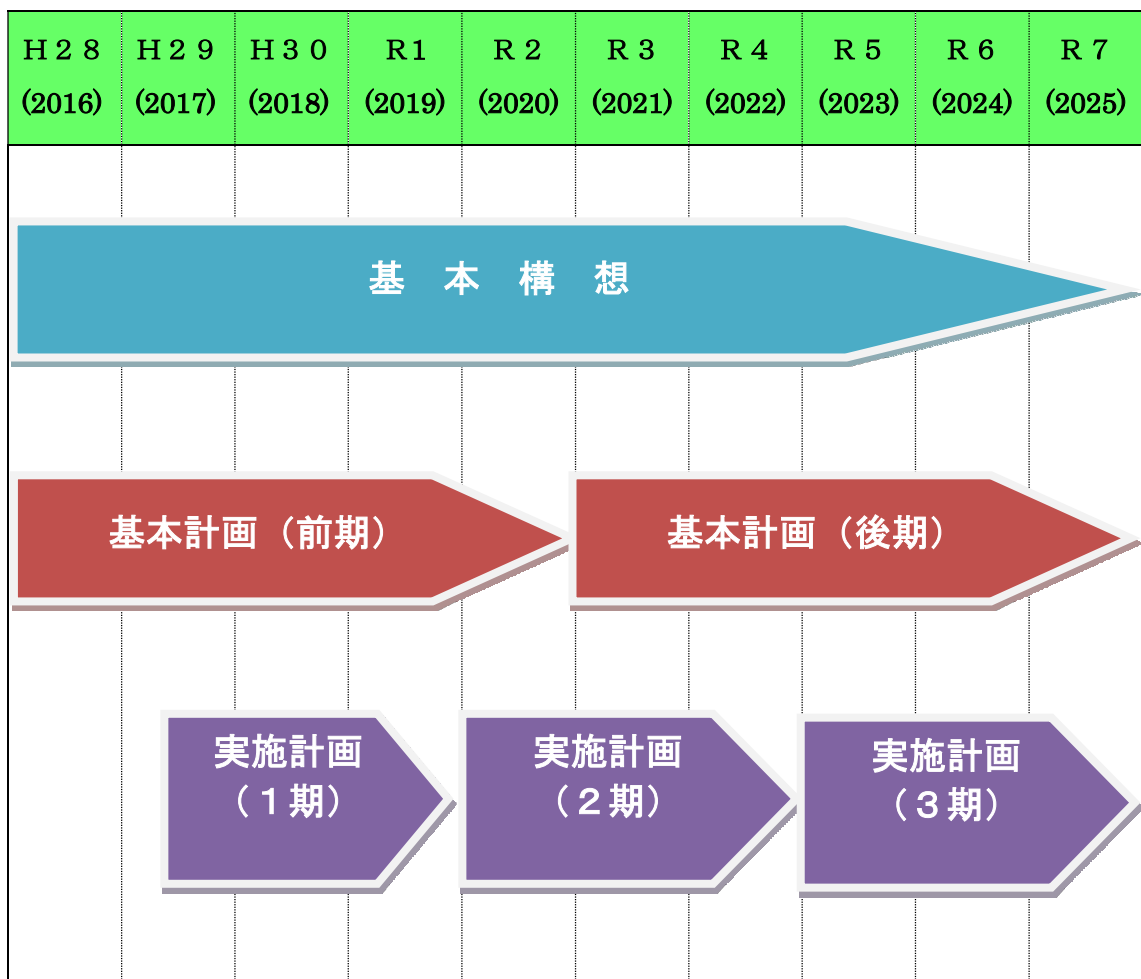 H28 H29 H30 R1 R2 R3 R4 R5 R6 R7
(2016) (2017) (2018) (2019) (2020) (2021) (2022) (2023) (2024) (2025)
基 本 構 想
基本計画（前期） 基本計画（後期）
実施計画 実施計画 実施計画
（１期） （２期） （３期）